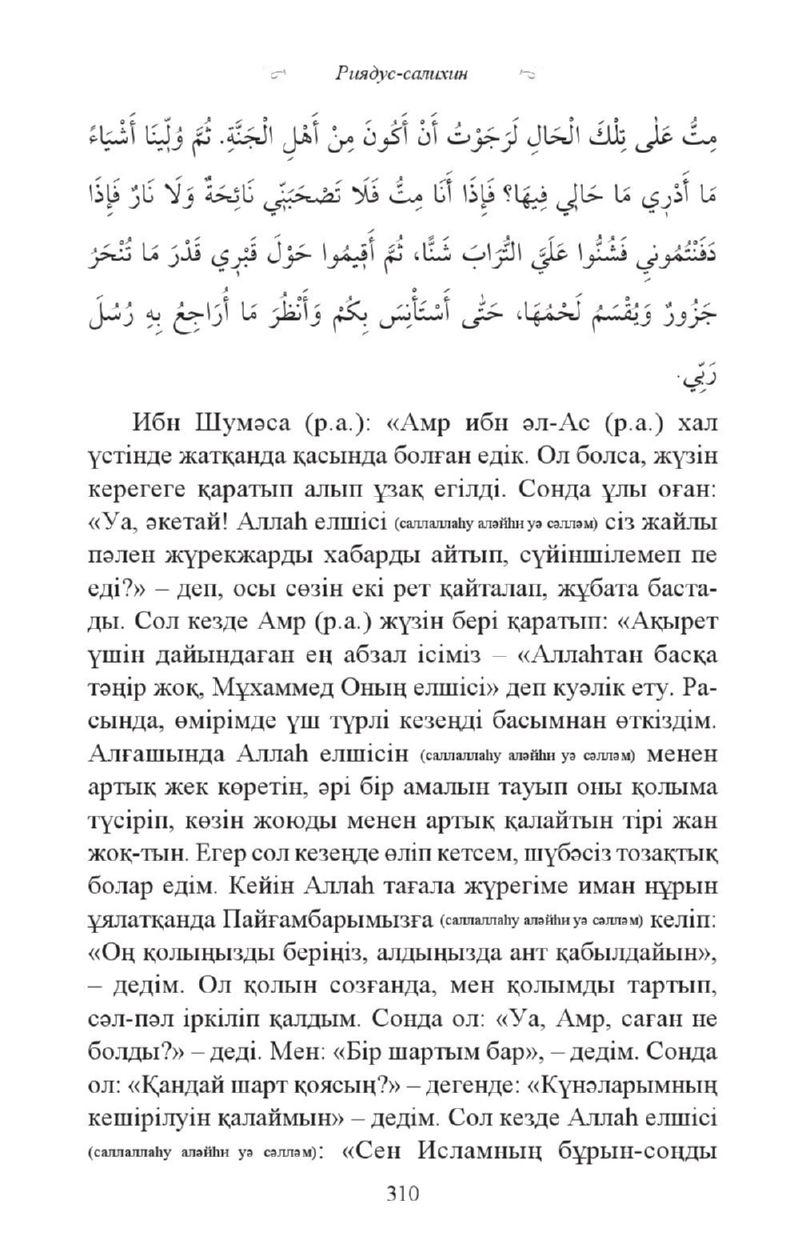 Риядус-салихин
مِتُّ عَلَى تِلْكَ الْحَالِ لَرَجَوْتُ أَنْ أَكُونَ مِنْ أَهْلِ الْجَنَّةِ. ثُمَّ وُلِّينَا أَشْيَاءَ
مَا أَدْرِي مَا حَالِي فِيهَا؟ فَإِذَا أَنَا مِتُّ فَلَا تَصْحَبَنِّي نَائِحَةٌ وَلَا نَارٌ فَإِذَا
دَفَنْتُمُونِي فَشُنُّوا عَلَيَّ التُّرَابَ شَنًّا، ثُمَّ أَقِيمُوا حَوْلَ قَبْرِي قَدْرَ مَا تُنْحَرُ
جَزُورٌ وَيُقْسَمُ لَحْمُهَا، حَتَّى أَسْتَأْنِسَ بِكُمْ وَأَنْظُرَ مَا أُرَاجِعُ بِهِ رُسُلَ
رَبِّي.
Ибн Шумәса (р.а.): «Амр ибн әл-Ас (р.а.) хал
үстінде жатқанда қасында болған едік. Ол болса, жүзін
керегеге қаратып алып ұзақ егілді. Сонда ұлы оған:
«Уа, әкетай! Аллаһ елшісі (саллаллаһу аләйһи уә сәлләм) сіз жайлы
пәлен жүрекжарды хабарды айтып, сүйіншілемеп пе
еді?» – деп, осы сөзін екі рет қайталап, жұбата баста-
ды. Сол кезде Амр (р.а.) жүзін бері қаратып: «Ақырет
үшін дайындаған ең абзал ісіміз – «Аллаһтан басқа
тәңір жоқ, Мұхаммед Оның елшісі» деп куәлік ету. Ра-
сында, өмірімде үш түрлі кезеңді басымнан өткіздім.
Алғашында Аллаһ елшісін (саллаллаһу аләйһи уә сәлләм) менен
артық жек көретін, әрі бір амалын тауып оны қолыма
түсіріп, көзін жоюды менен артық қалайтын тірі жан
жоқ-тын. Егер сол кезеңде өліп кетсем, шүбәсіз тозақтық
болар едім. Кейін Аллаһ тағала жүрегіме иман нұрын
ұялатқанда Пайғамбарымызға (саллаллаһу аләйһи уә сәлләм) келіп:
«Оң қолыңызды беріңіз, алдыңызда ант қабылдайын»,
– дедім. Ол қолын созғанда, мен қолымды тартып,
сәл-пәл іркіліп қалдым. Сонда ол: «Уа, Амр, саған не
болды?» – деді. Мен: «Бір шартым бар», – дедім. Сонда
ол: «Қандай шарт қоясың?» – дегенде: «Күнәларымның
кешірілуін қалаймын» – дедім. Сол кезде Аллаһ елшісі
(саллаллаһу аләйһи уә сәлләм): «Сен Исламның бұрын-соңды
310